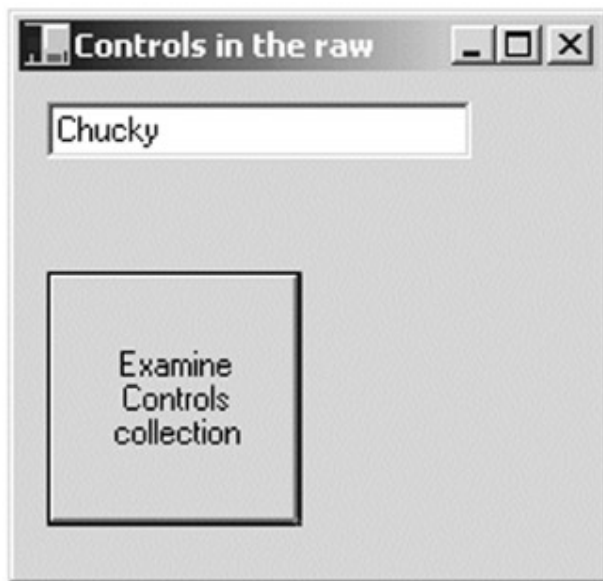 Controls in the raw
Chucky
Examine
Controls
collection